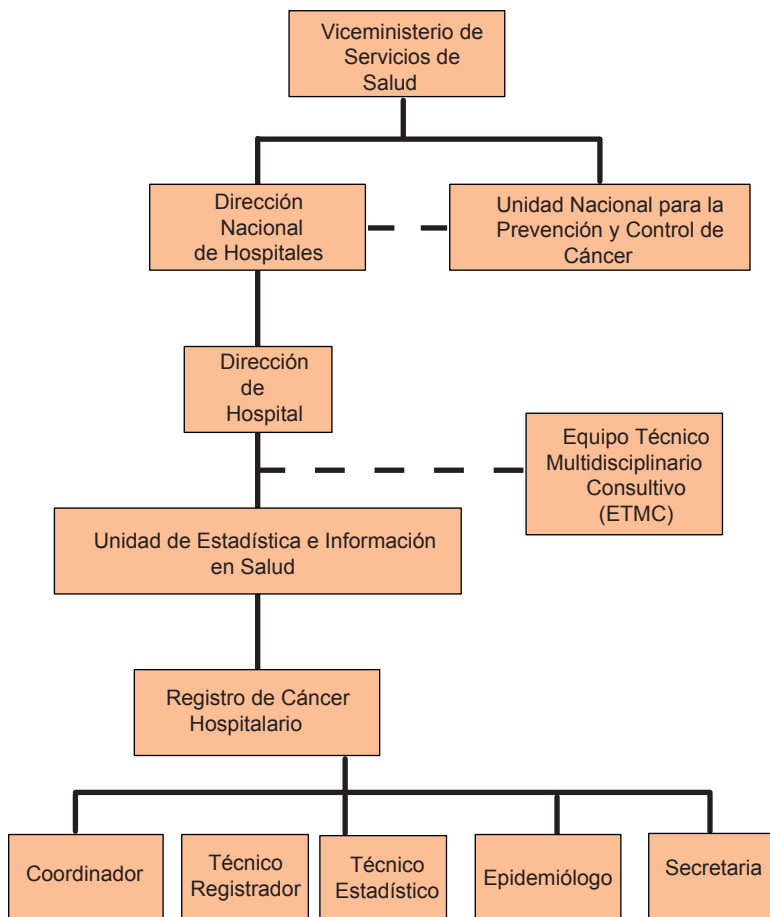 Viceministerio de
Servicios de
Salud
Dirección
Nacional
de Hospitales
Unidad Nacional para la
Prevención y Control de
Cáncer
Dirección
de
Hospital
Equipo Técnico
Multidisciplinario
Consultivo
(ETMC)
Unidad de Estadística e Información
en Salud
Registro de Cáncer
Hospitalario
Coordinador
Técnico
Registrador
Técnico
Estadístico
Epidemiólogo
Secretaria